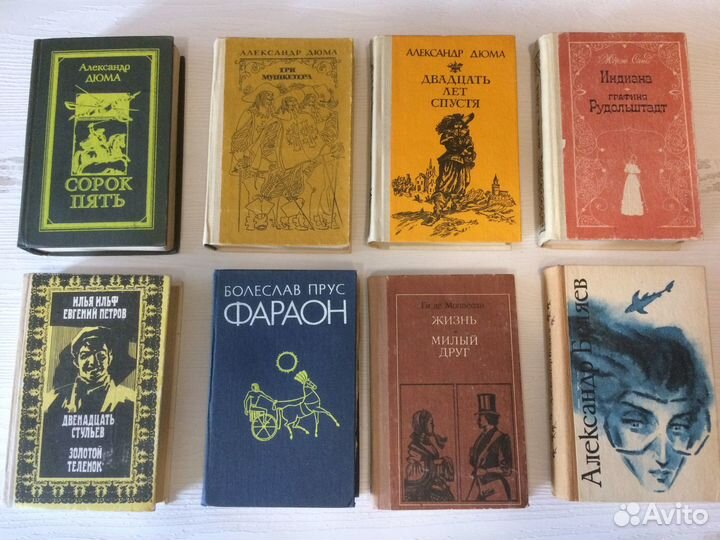 Александр
ДЮМА
СОРОК
ПЯТЬ
АЛЕКСАНДР ДЮМА
ТРИ
МУШКЕТЕРА
АЛЕКСАНДР ДЮМА
ДВАДЦАТЬ
ЛЕТ
СПУСТЯ
Жорж Санд
Индиана
ГРАФИНЯ
Рудольштадт
ИЛЬЯ ИЛЬФ
ЕВГЕНИЙ ПЕТРОВ
ДВЕНАДЦАТЬ
СТУЛЬЕВ
ЗОЛОТОЙ
ТЕЛЕНОК
БОЛЕСЛАВ ПРУС
ФАРАОН
Ги де Мопассан
ЖИЗНЬ
МИЛЫЙ
ДРУГ
Александр Беляев
Avito